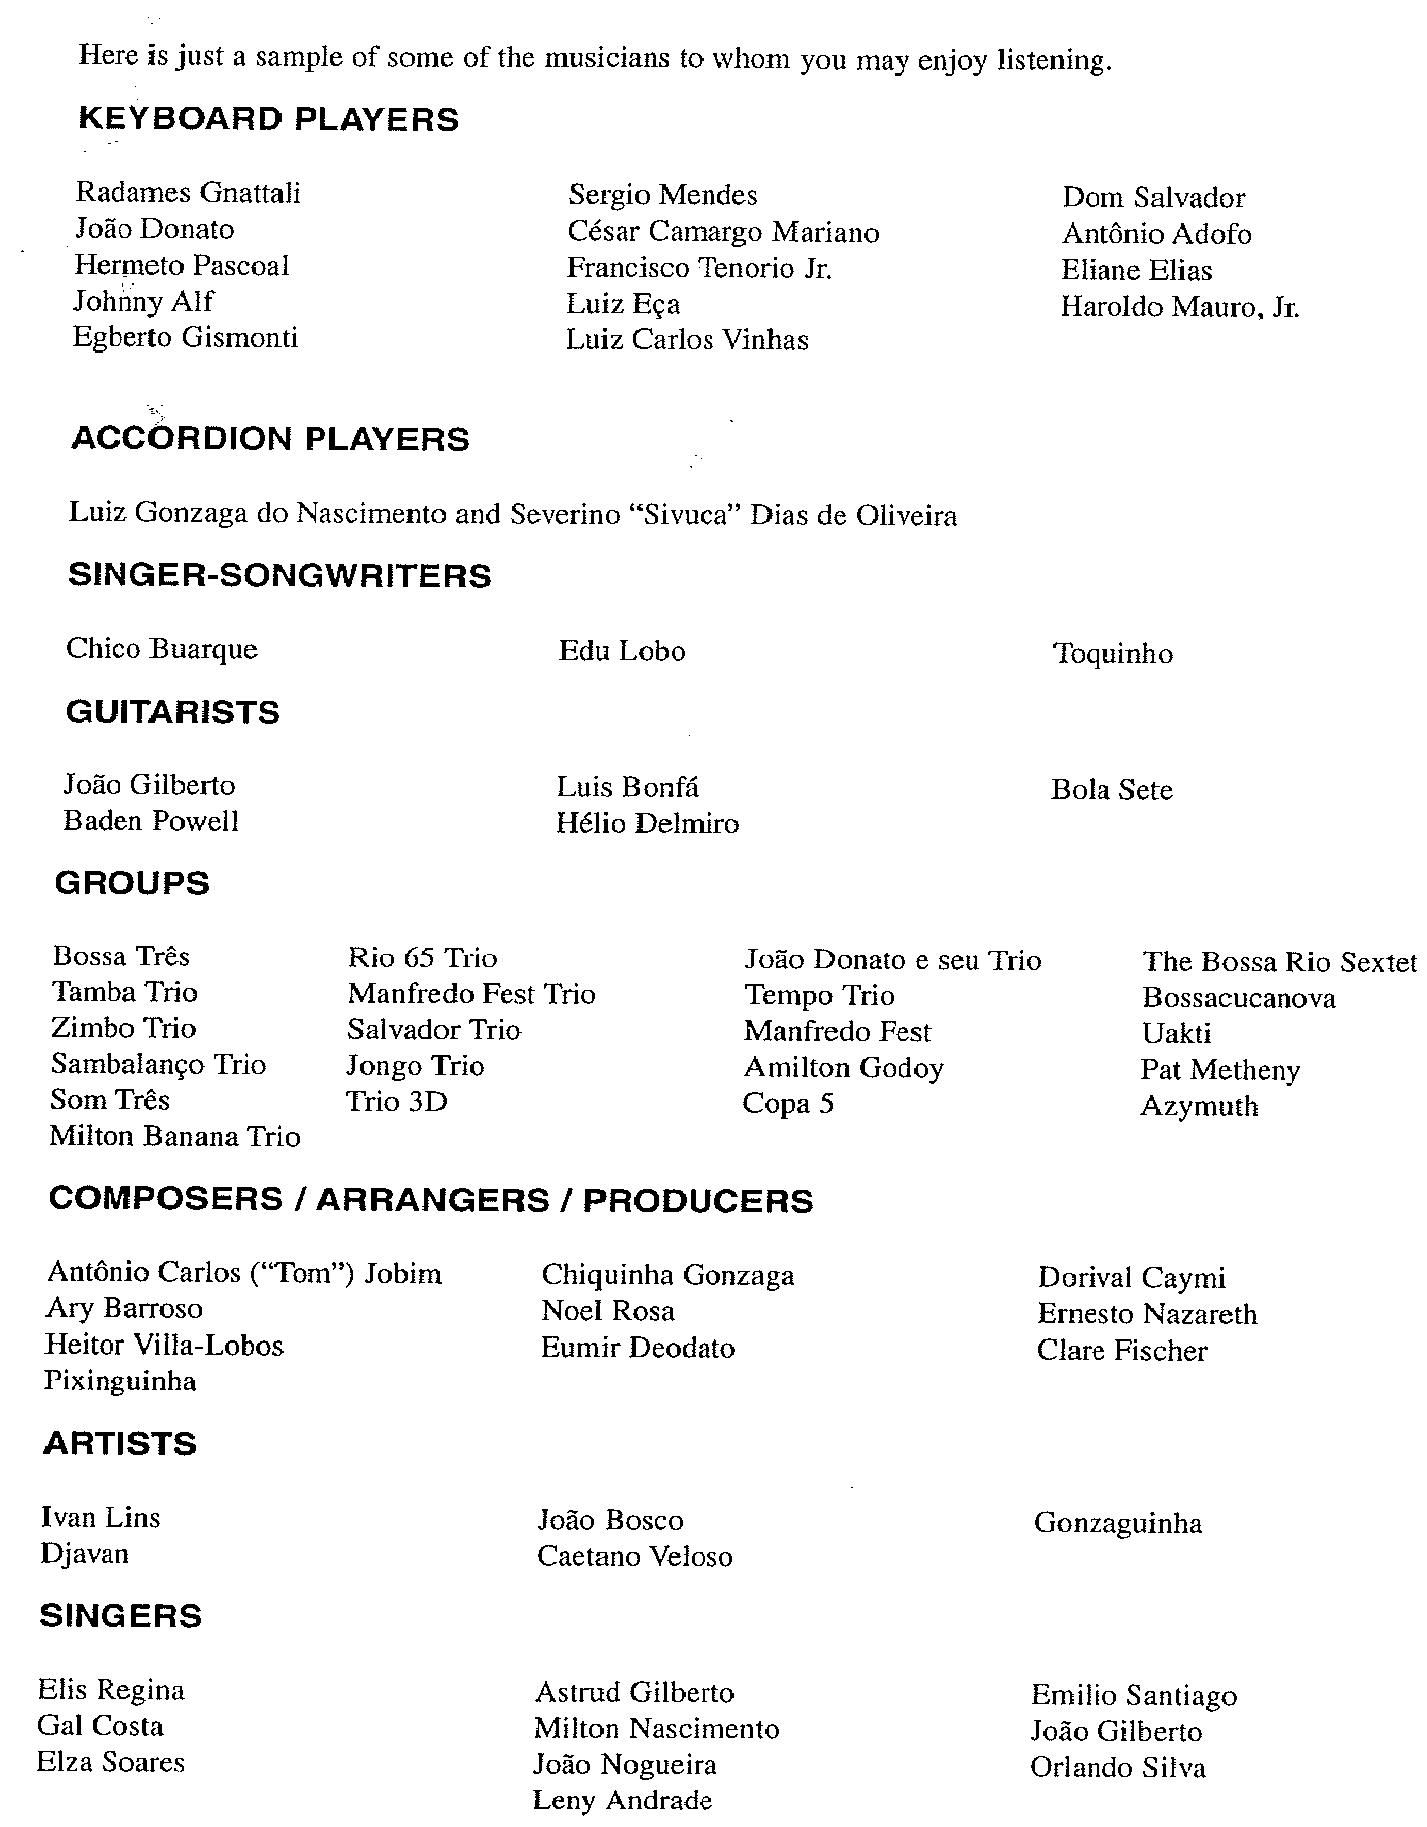 Here is just a sample of some of the musicians to whom you may enjoy listening.
KEYBOARD PLAYERS
Radames Gnattali Sergio Mendes Dom Salvador
João Donato César Camargo Mariano Antônio Adofo
Hermeto Pascoal Francisco Tenorio Jr. Eliane Elias
Johnny Alf Luiz Eça Haroldo Mauro, Jr.
Egberto Gismonti Luiz Carlos Vinhas
ACCORDION PLAYERS
Luiz Gonzaga do Nascimento and Severino “Sivuca” Dias de Oliveira
SINGER-SONGWRITERS
Chico Buarque Edu Lobo Toquinho
GUITARISTS
João Gilberto Luis Bonfá Bola Sete
Baden Powell Hélio Delmiro
GROUPS
Bossa Três Rio 65 Trio João Donato e seu Trio The Bossa Rio Sextet
Tamba Trio Manfredo Fest Trio Tempo Trio Bossacucanova
Zimbo Trio Salvador Trio Manfredo Fest Uakti
Sambalanço Trio Jongo Trio Amilton Godoy Pat Metheny
Som Três Trio 3D Copa 5 Azymuth
Milton Banana Trio
COMPOSERS / ARRANGERS / PRODUCERS
Antônio Carlos (“Tom”) Jobim Chiquinha Gonzaga Dorival Caymi
Ary Barroso Noel Rosa Ernesto Nazareth
Heitor Villa-Lobos Eumir Deodato Clare Fischer
Pixinguinha
ARTISTS
Ivan Lins João Bosco Gonzaguinha
Djavan Caetano Veloso
SINGERS
Elis Regina Astrud Gilberto Emilio Santiago
Gal Costa Milton Nascimento João Gilberto
Elza Soares João Nogueira Orlando Silva
Leny Andrade